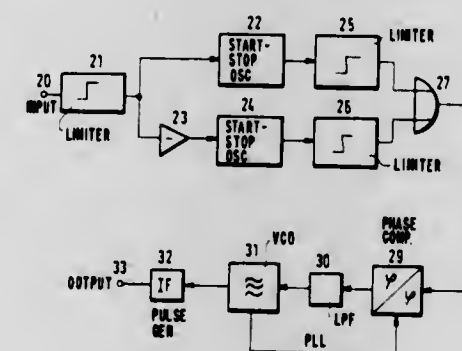 22
25
LIMITER
21
START-
STOP
OSC
27
20
INPUT
23
24
26
LIMITER
START-
STOP
OSC
LIMITER
PHASE
COMP.
VCO
33
32
31
30
29
OUTPUT
IF
φ
φ
PULSE
GEN
LPF
PLL